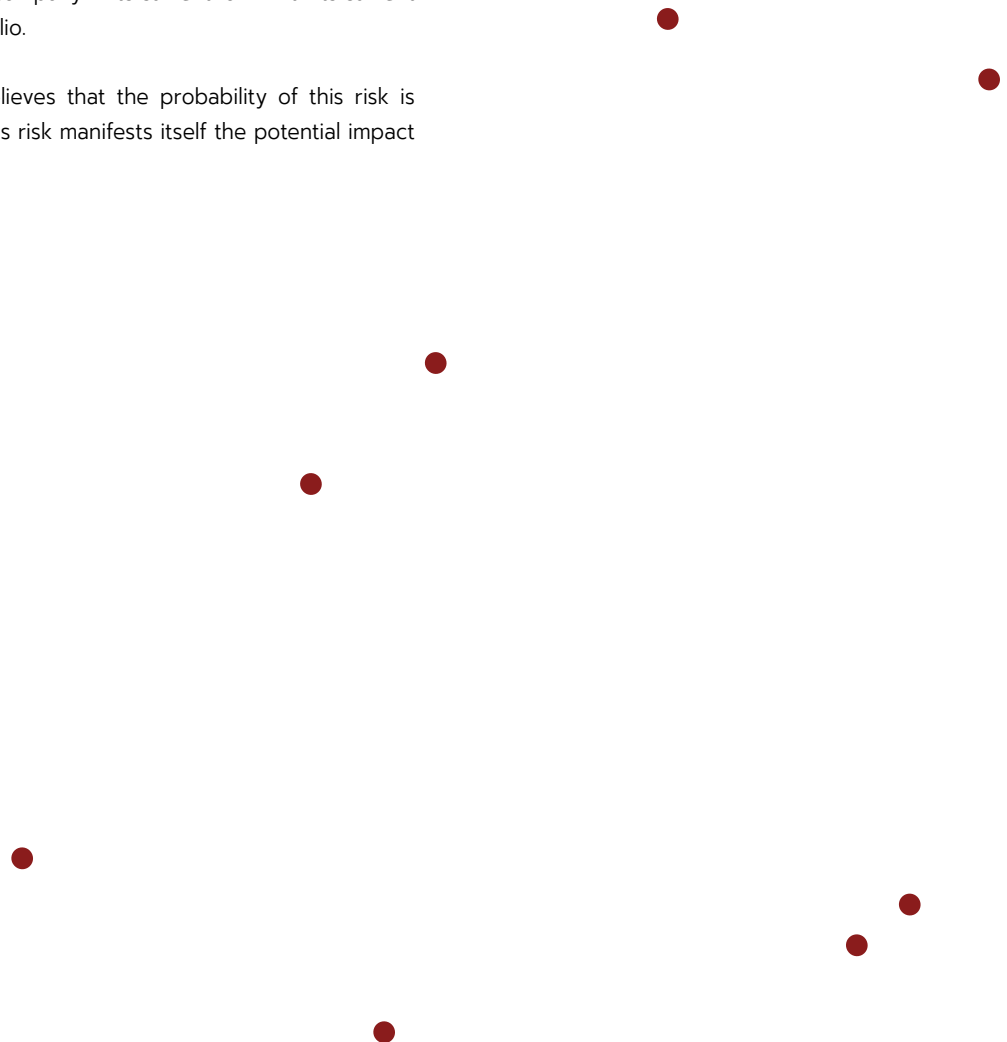 lio.
lieves that the probability of this risk is
s risk manifests itself the potential impact